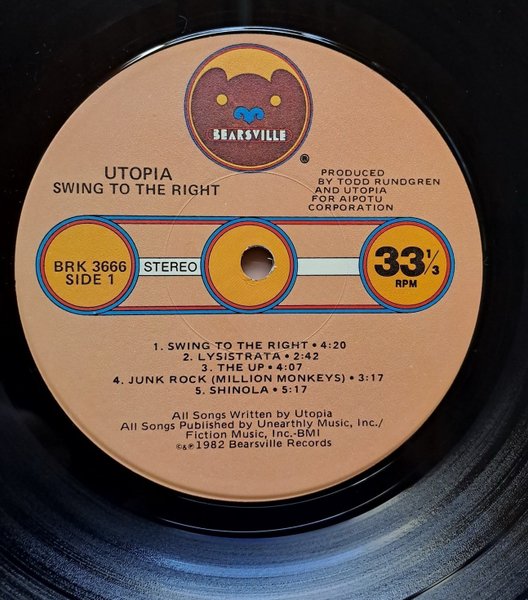 BEARSVILLE
®
UTOPIA
SWING TO THE RIGHT
PRODUCED
BY TODD RUNDGREN
AND UTOPIA
FOR AIPOTU
CORPORATION
BRK 3666
SIDE 1
STEREO
33 1/3
RPM
1. SWING TO THE RIGHT • 4:20
2. LYSISTRATA • 2:42
3. THE UP • 4:07
4. JUNK ROCK (MILLION MONKEYS) • 3:17
5. SHINOLA • 5:17
All Songs Written by Utopia
All Songs Published by Unearthly Music, Inc./
Fiction Music, Inc.-BMI
©&℗1982 Bearsville Records